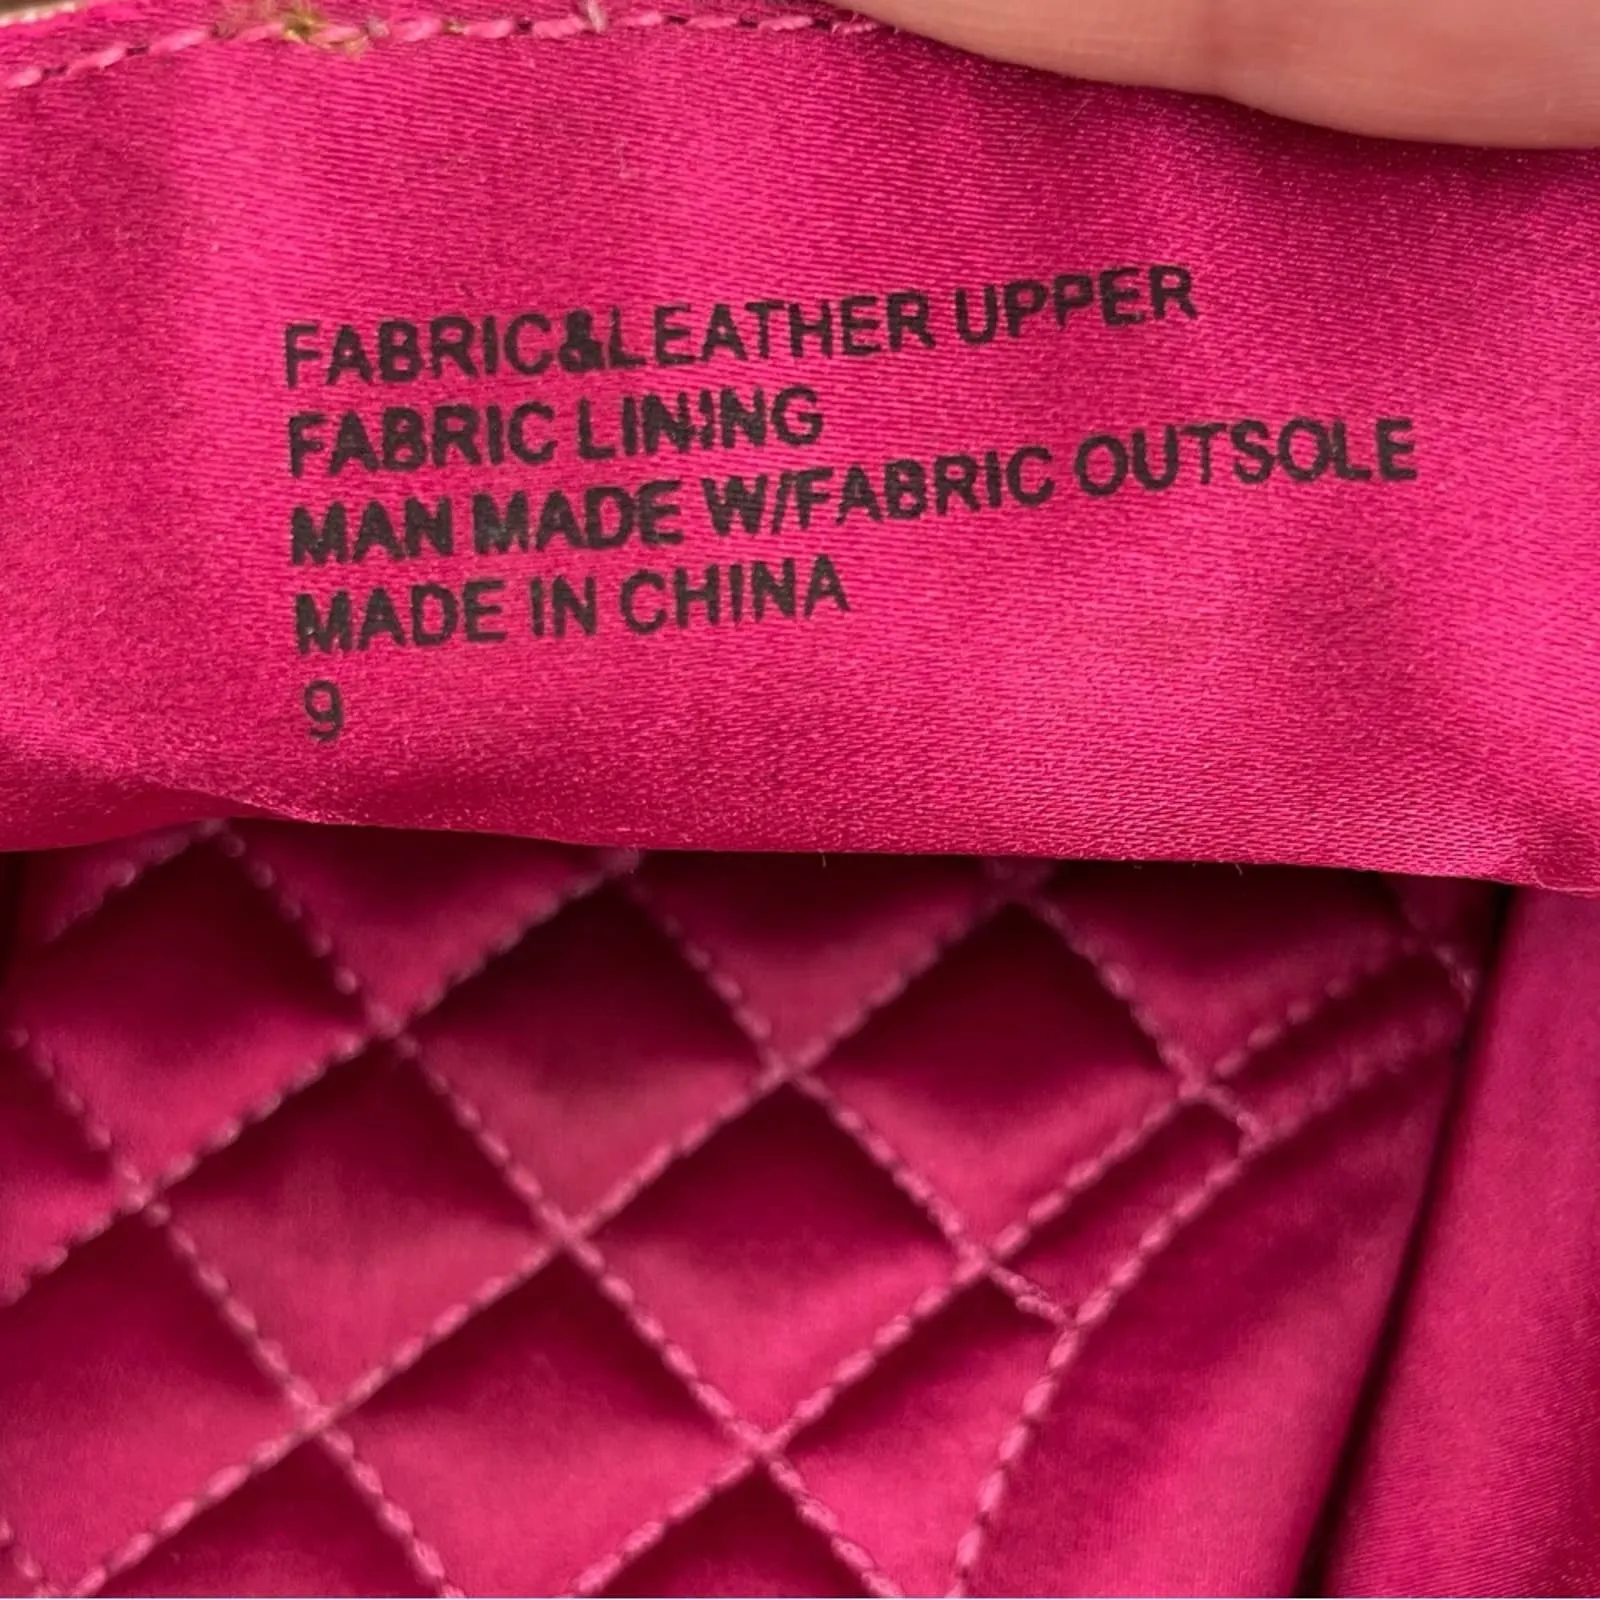 FABRIC&LEATHER UPPER
FABRIC LINING
MAN MADE W/FABRIC OUTSOLE
MADE IN CHINA
9